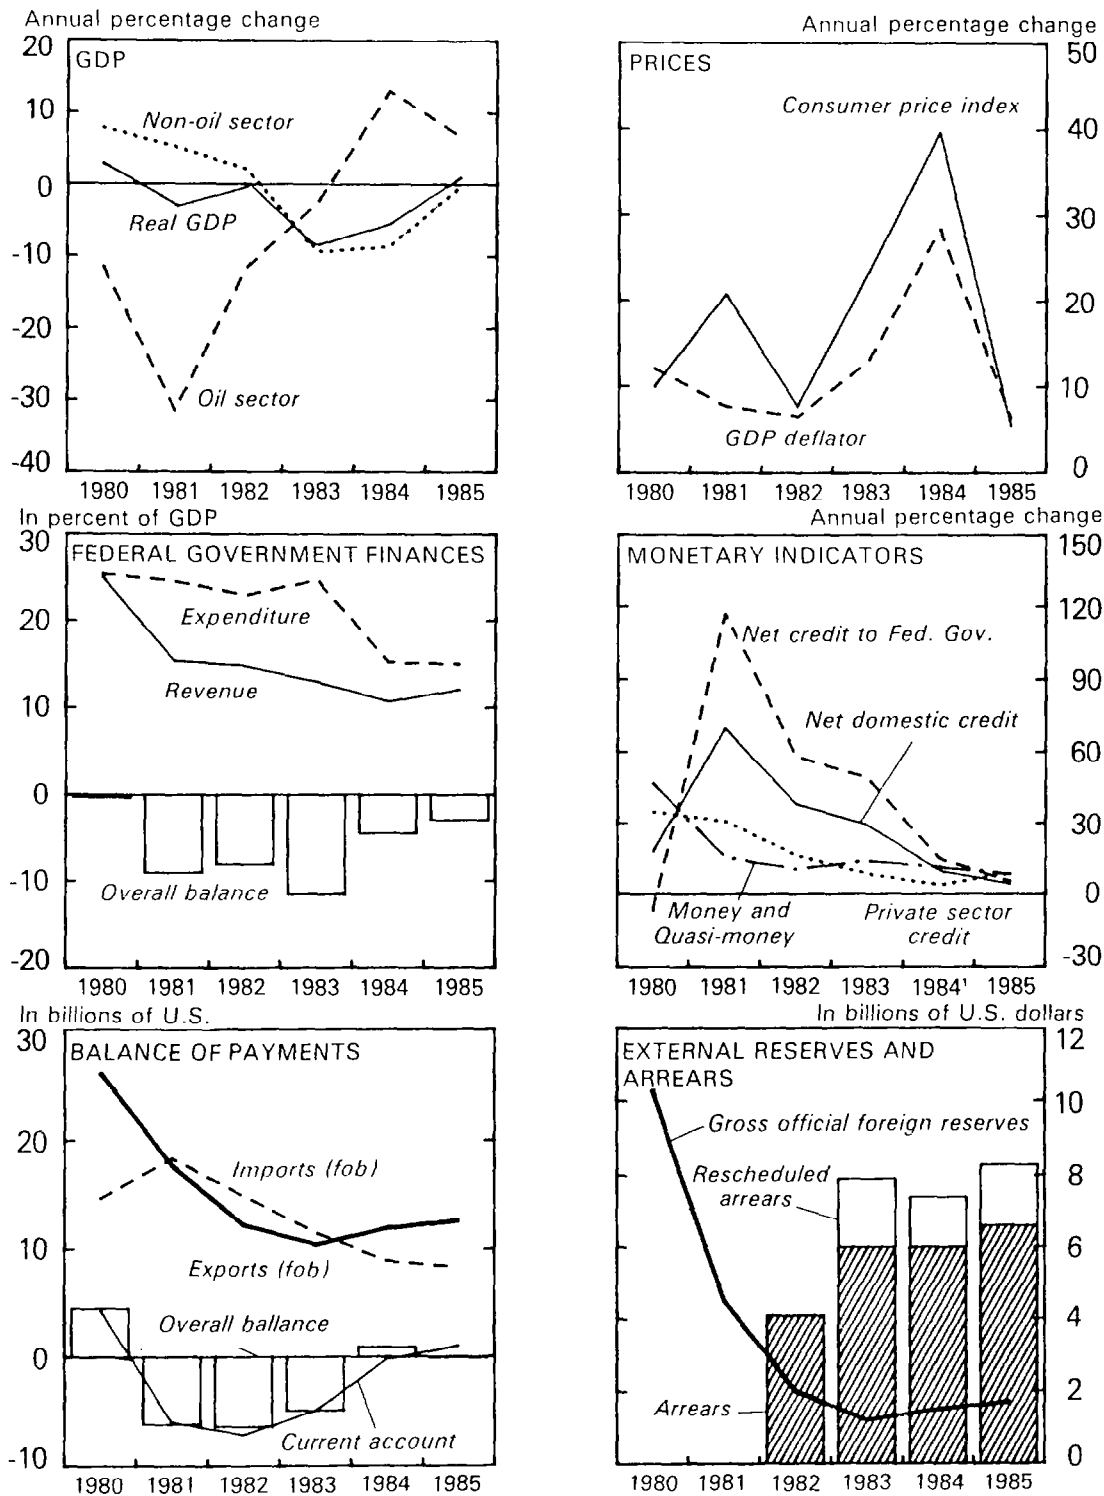 Annual percentage change
GDP
20
10
0
-10
-20
-30
-40
Non-oil sector
Real GDP
Oil sector
1980 1981 1982 1983 1984 1985
Annual percentage change
PRICES
50
40
30
20
10
0
Consumer price index
GDP deflator
1980 1981 1982 1983 1984 1985
In percent of GDP
FEDERAL GOVERNMENT FINANCES
30
20
10
0
-10
-20
Expenditure
Revenue
Overall balance
1980 1981 1982 1983 1984 1985
Annual percentage change
MONETARY INDICATORS
150
120
90
60
30
0
-30
Net credit to Fed. Gov.
Net domestic credit
Money and
Quasi-money
Private sector
credit
1980 1981 1982 1983 1984 1985
In billions of U.S.
BALANCE OF PAYMENTS
30
20
10
0
-10
Imports (fob)
Exports (fob)
Overall ballance
Current account
1980 1981 1982 1983 1984 1985
In billions of U.S. dollars
EXTERNAL RESERVES AND
ARREARS
12
10
8
6
4
2
0
Gross official foreign reserves
Rescheduled
arrears
Arrears
1980 1981 1982 1983 1984 1985